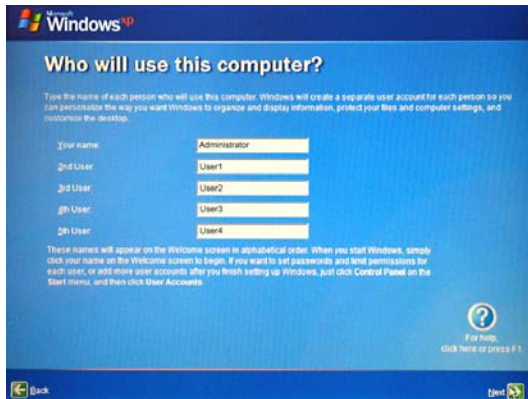 Microsoft
Windows xp
Who will use this computer?
Type the name of each person who will use this computer. Windows will create a separate user account for each person so you
can personalize the way you want Windows to organize and display information, protect your files and computer settings, and
customize the desktop.
Your name: Administrator
2nd User: User1
3rd User: User2
4th User: User3
5th User: User4
These names will appear on the Welcome screen in alphabetical order. When you start Windows, simply
click your name on the Welcome screen to begin. If you want to set passwords and limit permissions for
each user, or add more user accounts after you finish setting up Windows, just click Control Panel on the
Start menu, and then click User Accounts.
For help,
click here or press F1.
Back
Next